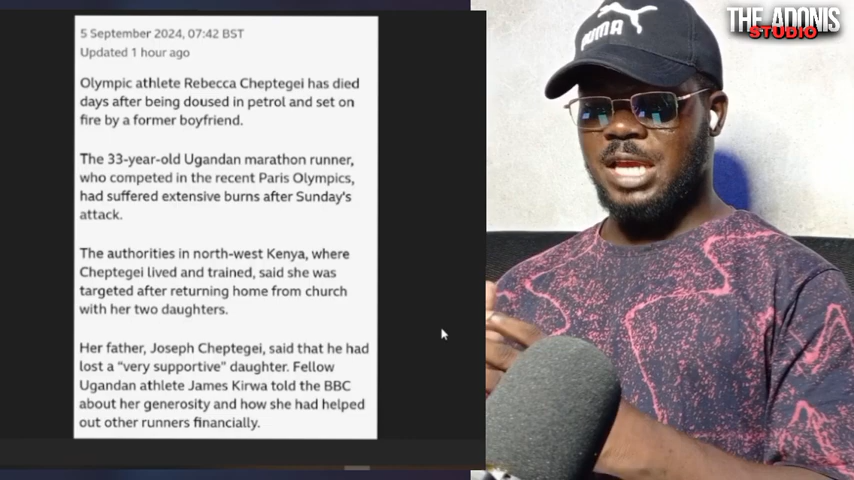 5 September 2024, 07:42 BST
Updated 1 hour ago
Olympic athlete Rebecca Cheptegei has died
days after being doused in petrol and set on
fire by a former boyfriend.
The 33-year-old Ugandan marathon runner,
who competed in the recent Paris Olympics,
had suffered extensive burns after Sunday's
attack.
The authorities in north-west Kenya, where
Cheptegei lived and trained, said she was
targeted after returning home from church
with her two daughters.
Her father, Joseph Cheptegei, said that he had
lost a "very supportive" daughter. Fellow
Ugandan athlete James Kirwa told the BBC
about her generosity and how she had helped
out other runners financially.
PUMA
THE ADONIS
STUDIO